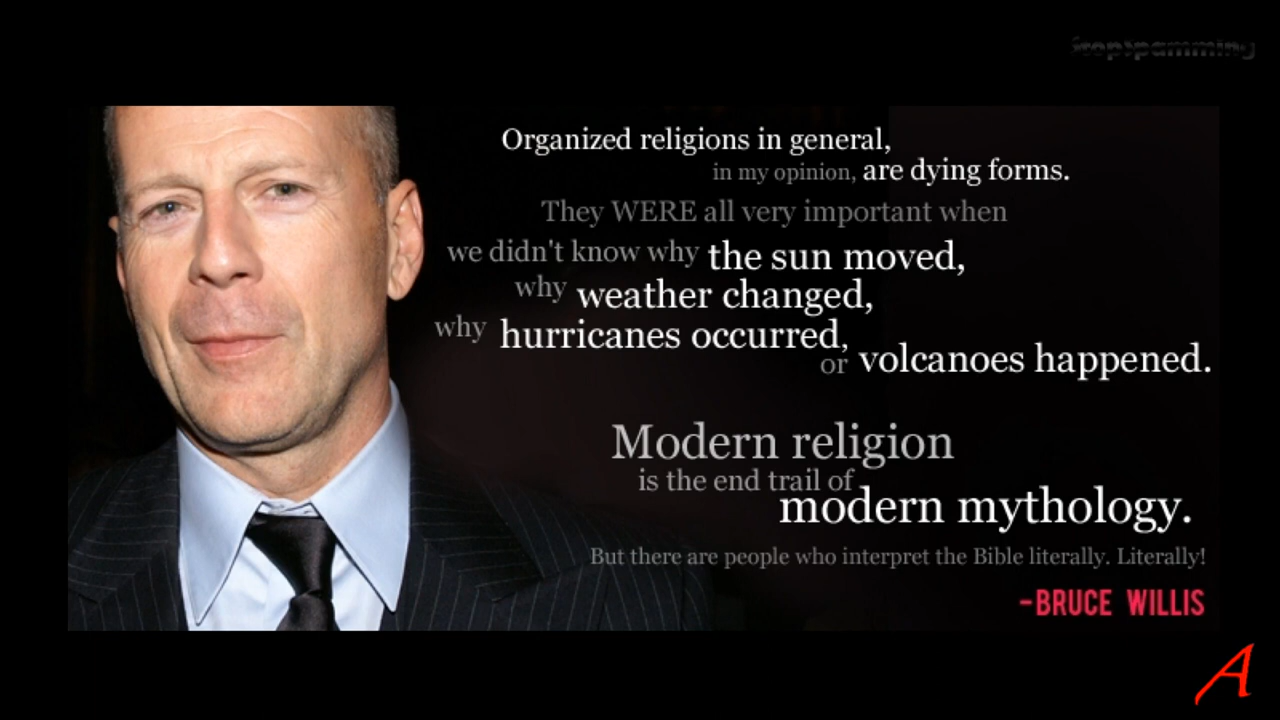 StopSpamming
Organized religions in general,
in my opinion, are dying forms.
They WERE all very important when
we didn't know why the sun moved,
why weather changed,
why hurricanes occurred,
or volcanoes happened.
Modern religion
is the end trail of
modern mythology.
But there are people who interpret the Bible literally. Literally!
-BRUCE WILLIS
A